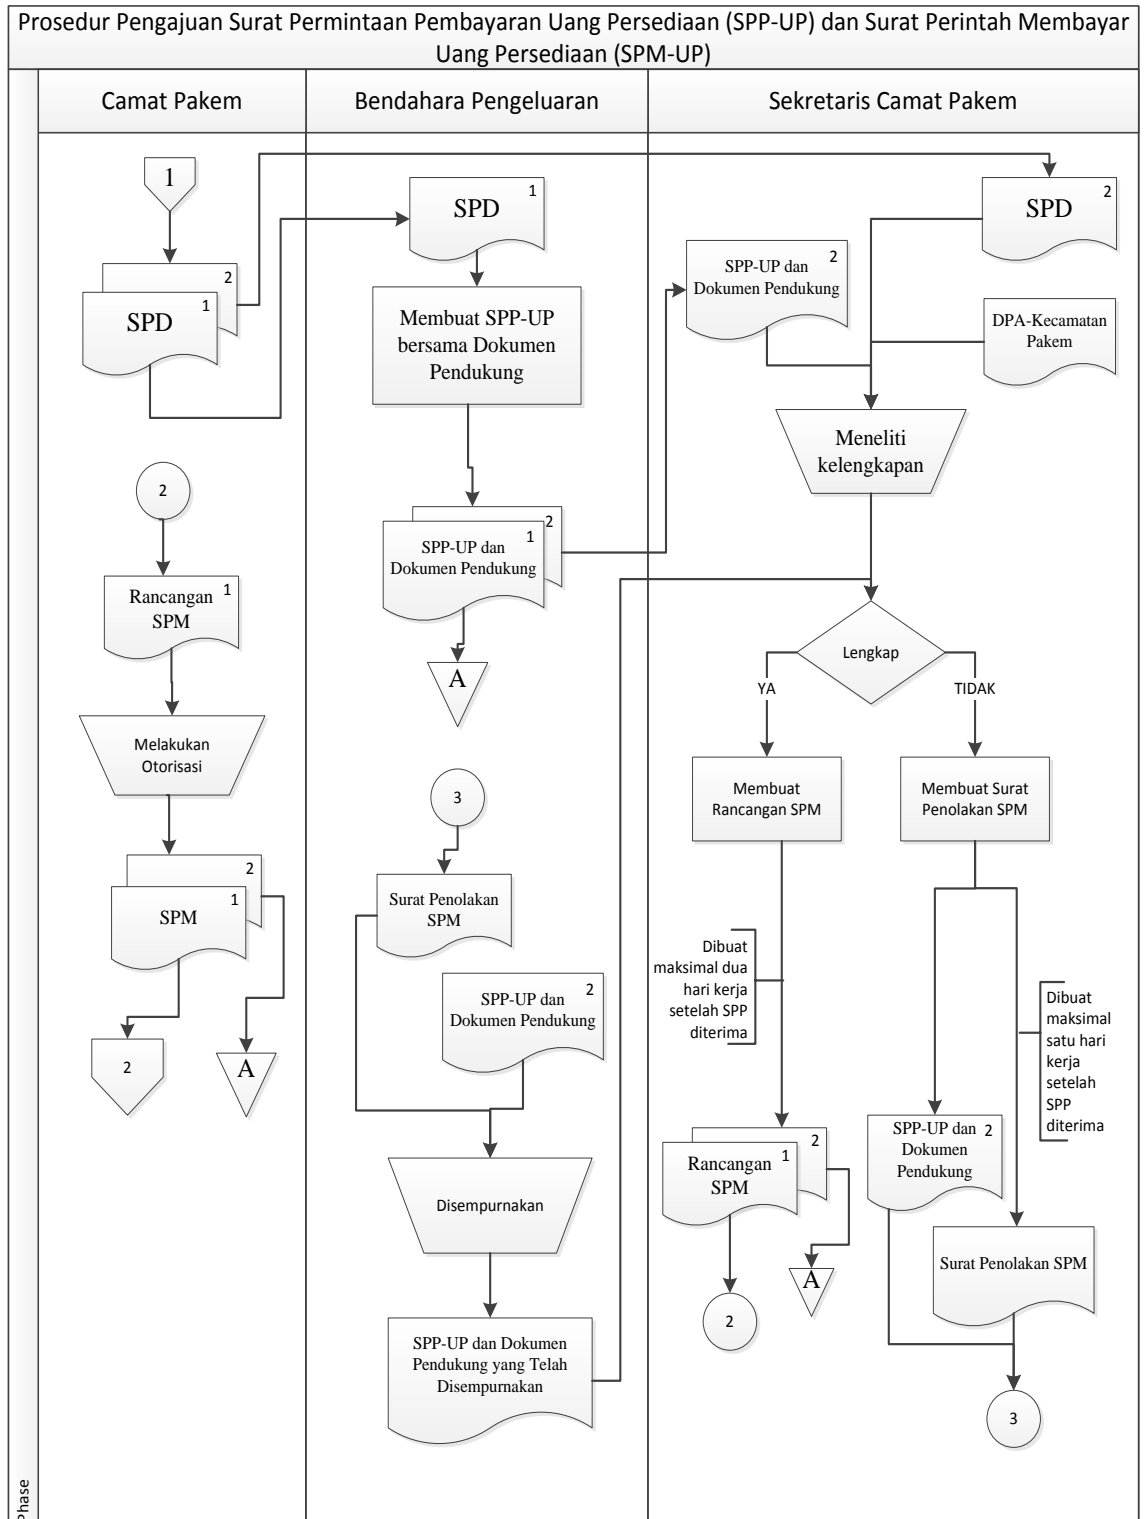 Prosedur Pengajuan Surat Permintaan Pembayaran Uang Persediaan (SPP-UP) dan Surat Perintah Membayar
Uang Persediaan (SPM-UP)
Camat Pakem
Bendahara Pengeluaran
Sekretaris Camat Pakem
1
2
1
SPD
2
Rancangan 1
SPM
Melakukan
Otorisasi
2
1
SPM
2
A
1
SPD
Membuat SPP-UP
bersama Dokumen
Pendukung
2
1
SPP-UP dan
Dokumen Pendukung
A
3
Surat Penolakan
SPM
2
SPP-UP dan
Dokumen Pendukung
Disempurnakan
SPP-UP dan Dokumen
Pendukung yang Telah
Disempurnakan
2
SPD
2
SPP-UP dan
Dokumen Pendukung
DPA-Kecamatan
Pakem
Meneliti
kelengkapan
Lengkap
YA
TIDAK
Membuat
Rancangan SPM
Membuat Surat
Penolakan SPM
Dibuat
maksimal dua
hari kerja
setelah SPP
diterima
Dibuat
maksimal
satu hari
kerja
setelah
SPP
diterima
2
1
Rancangan
SPM
A
2
SPP-UP dan 2
Dokumen
Pendukung
Surat Penolakan SPM
3
Phase